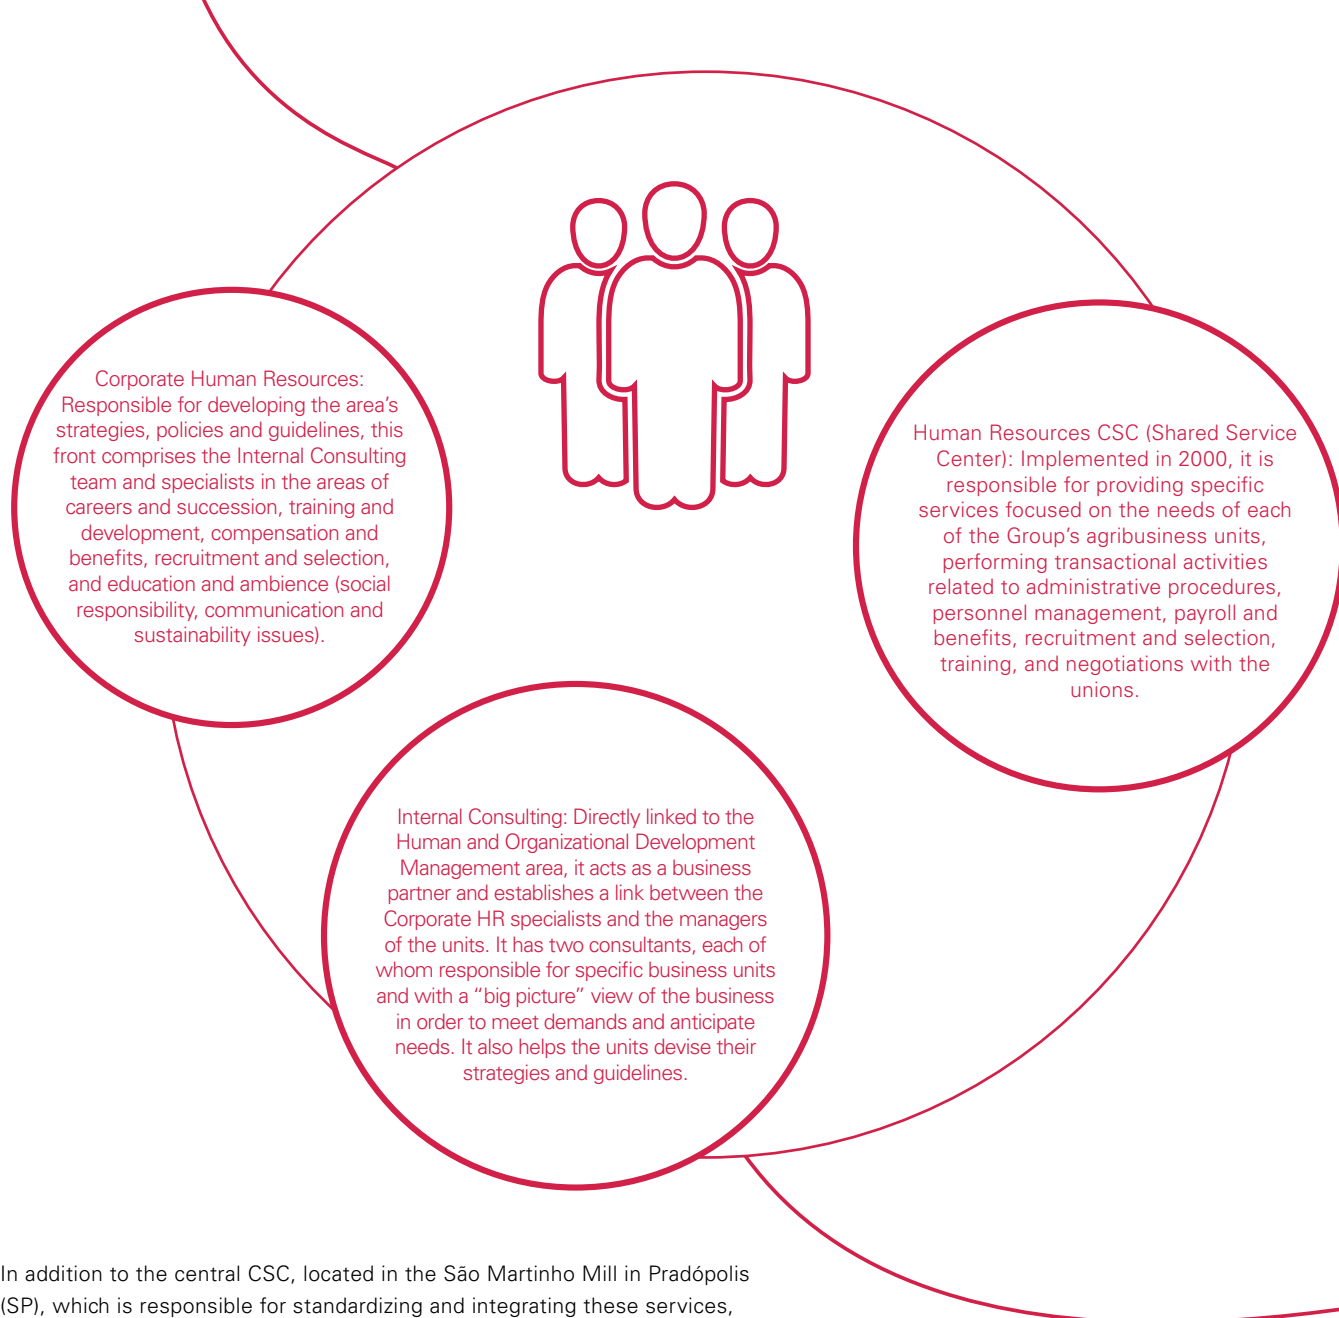 Corporate Human Resources:
Responsible for developing the area's
strategies, policies and guidelines, this
front comprises the Internal Consulting
team and specialists in the areas of
careers and succession, training and
development, compensation and
benefits, recruitment and selection,
and education and ambience (social
responsibility, communication and
sustainability issues).
Human Resources CSC (Shared Service
Center): Implemented in 2000, it is
responsible for providing specific
services focused on the needs of each
of the Group's agribusiness units,
performing transactional activities
related to administrative procedures,
personnel management, payroll and
benefits, recruitment and selection,
training, and negotiations with the
unions.
Internal Consulting: Directly linked to the
Human and Organizational Development
Management area, it acts as a business
partner and establishes a link between the
Corporate HR specialists and the managers
of the units. It has two consultants, each of
whom responsible for specific business units
and with a “big picture” view of the business
in order to meet demands and anticipate
needs. It also helps the units devise their
strategies and guidelines.
In addition to the central CSC, located in the São Martinho Mill in Pradópolis
(SP), which is responsible for standardizing and integrating these services,